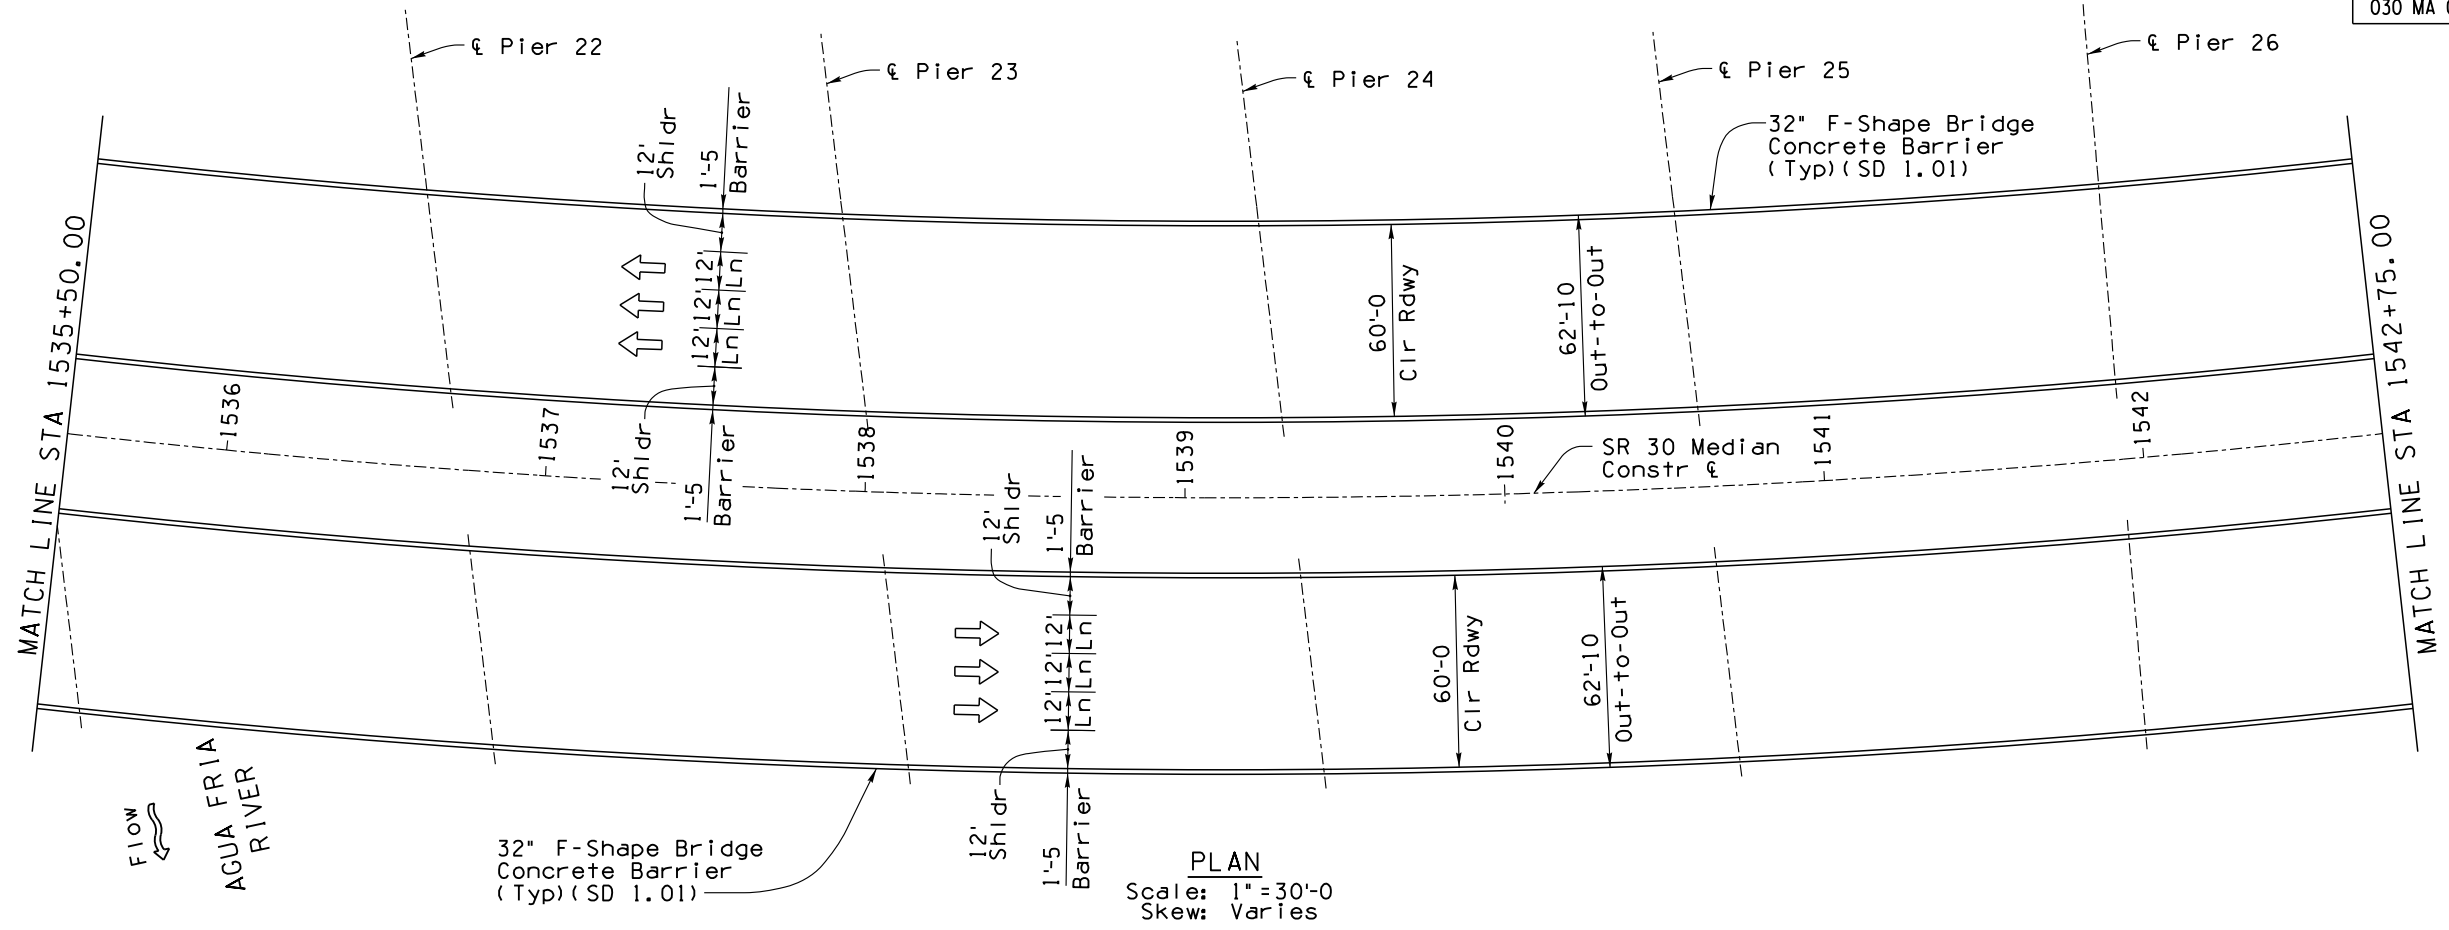 030 MA
℄ Pier 22
℄ Pier 23
℄ Pier 24
℄ Pier 25
℄ Pier 26
32" F-Shape Bridge
Concrete Barrier
(Typ)(SD 1.01)
12'
Shldr
1'-5
Barrier
12'
Ln
12'
Ln
12'
Ln
12'
Shldr
1'-5
Barrier
60'-0
Clr Rdwy
62'-10
Out-to-Out
MATCH LINE STA 1535+50.00
MATCH LINE STA 1542+75.00
1536
1537
1538
1539
1540
1541
1542
SR 30 Median
Constr ℄
12'
Shldr
1'-5
Barrier
12'
Ln
12'
Ln
12'
Ln
12'
Shldr
1'-5
Barrier
60'-0
Clr Rdwy
62'-10
Out-to-Out
Flow
AGUA FRIA
RIVER
32" F-Shape Bridge
Concrete Barrier
(Typ)(SD 1.01)
PLAN
Scale: 1"=30'-0
Skew: Varies